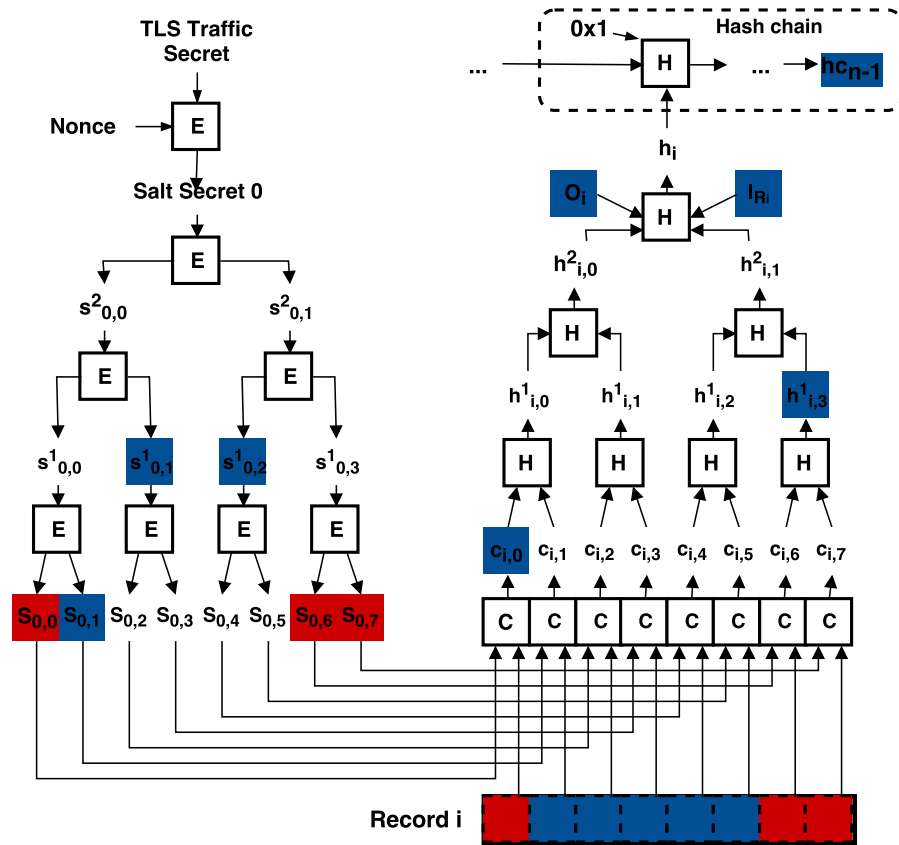 TLS Traffic
Secret
Nonce
E
Salt Secret 0
E
s²0,0
s²0,1
E
E
s¹0,0
s¹0,1
s¹0,2
s¹0,3
E
E
E
E
S0,0
S0,1
S0,2
S0,3
S0,4
S0,5
S0,6
S0,7
0x1
Hash chain
...
H
...
hcn-1
hi
Oi
H
IRi
h²i,0
h²i,1
H
H
h¹i,0
h¹i,1
h¹i,2
h¹i,3
H
H
H
H
ci,0
ci,1
ci,2
ci,3
ci,4
ci,5
ci,6
ci,7
C
C
C
C
C
C
C
C
Record i